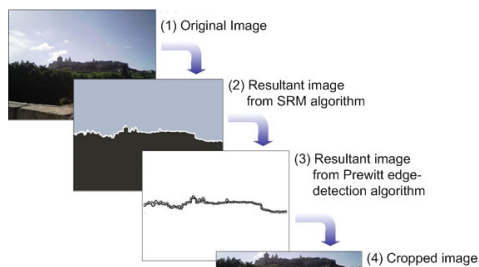 (1) Original Image
(2) Resultant image
from SRM algorithm
(3) Resultant image
from Prewitt edge-
detection algorithm
(4) Cropped image